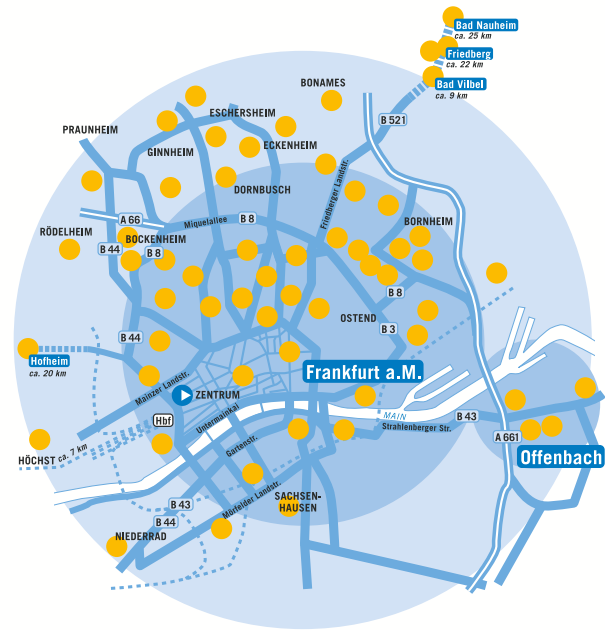 Bad Nauheim
ca. 25 km
Friedberg
ca. 22 km
Bad Vilbel
ca. 9 km
BONAMES
ESCHERSHEIM
B 521
PRAUNHEIM
ECKENHEIM
GINNHEIM
Friedberger Landstr.
DORNBUSCH
A 66
Miquelallee
B 8
BORNHEIM
RÖDELHEIM
BOCKENHEIM
B 44
B 8
B 8
OSTEND
B 3
B 44
Hofheim
ca. 20 km
Frankfurt a.M.
Mainzer Landstr.
ZENTRUM
Hbf
Untermainkai
MAIN
B 43
Strahlenberger Str.
A 661
HÖCHST ca. 7 km
Gartenstr.
Offenbach
Mörfelder Landstr.
SACHSEN-
HAUSEN
B 43
B 44
NIEDERRAD